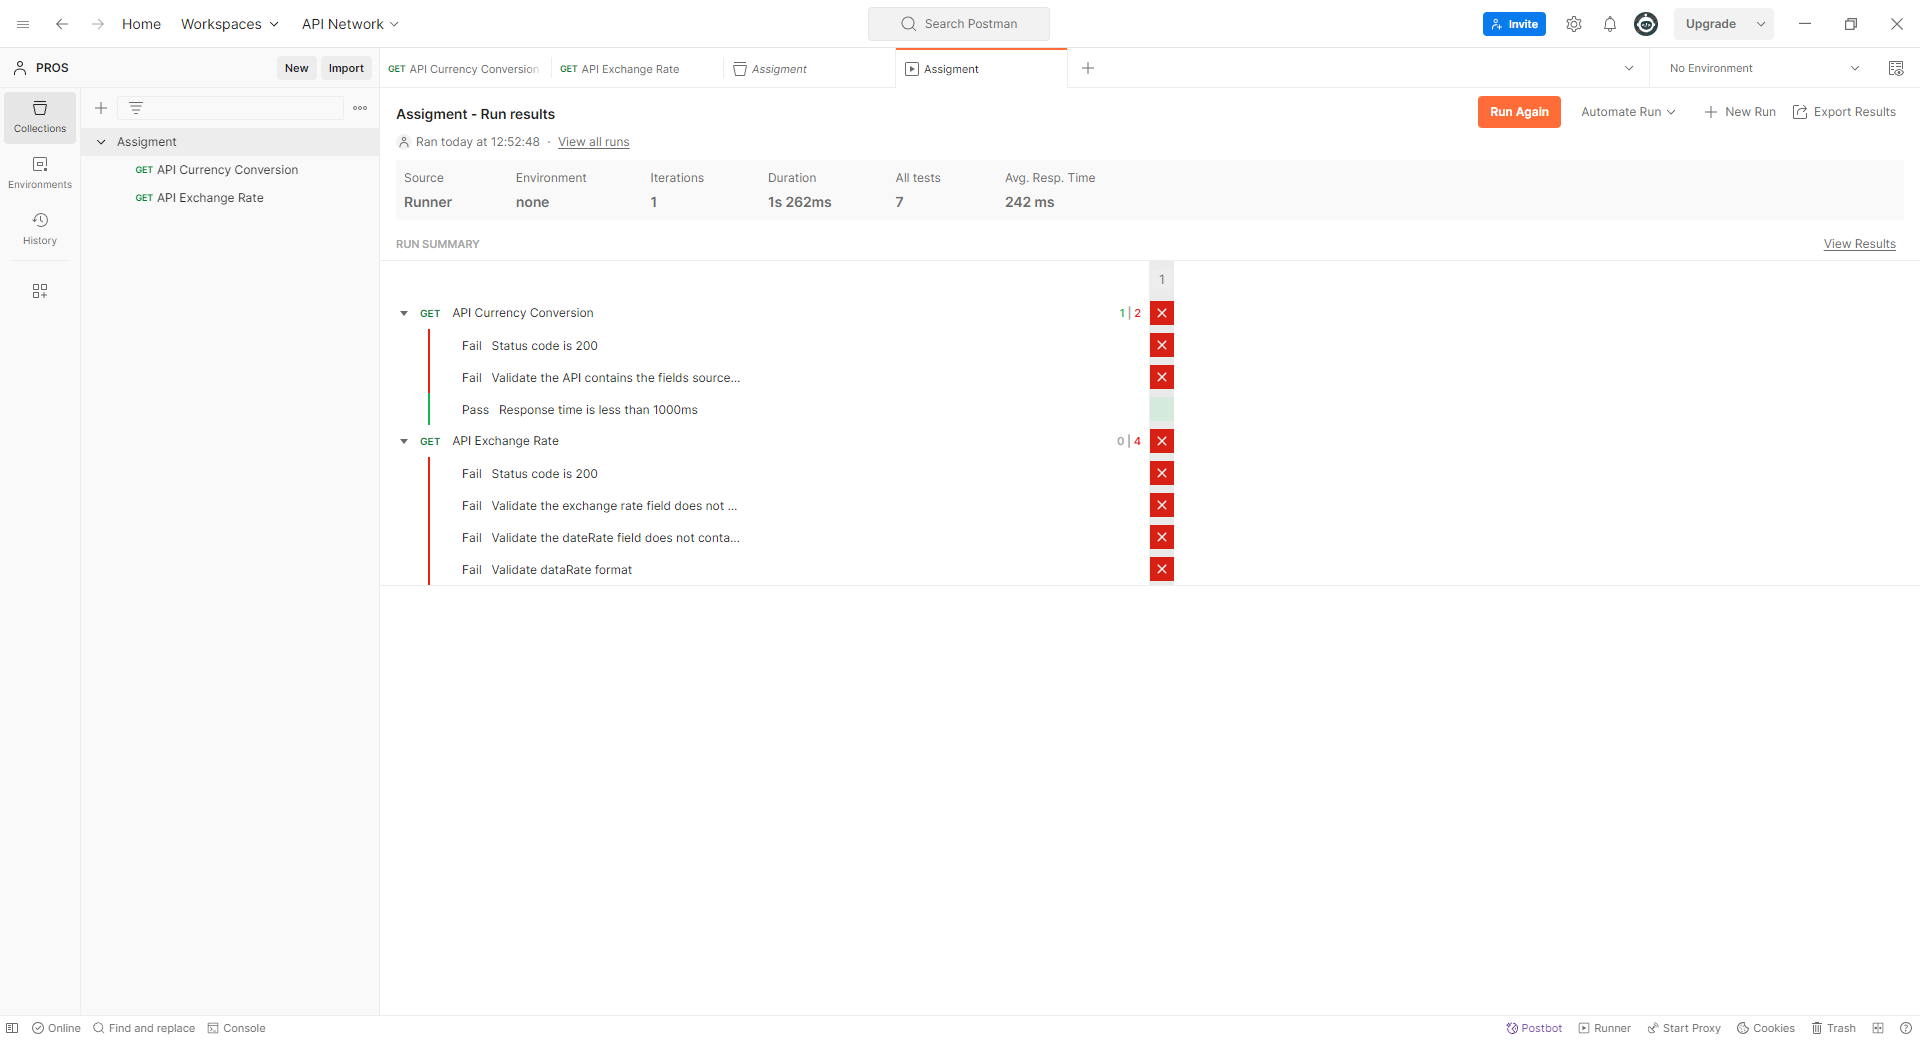 Home Workspaces API Network Search Postman Invite Upgrade
PROS New Import GET API Currency Conversion GET API Exchange Rate Assigment Assigment No Environment
Collections
Environments
History
Assigment
GET API Currency Conversion
GET API Exchange Rate
Assigment - Run results Run Again Automate Run New Run Export Results
Ran today at 12:52:48 · View all runs
Source Environment Iterations Duration All tests Avg. Resp. Time
Runner none 1 1s 262ms 7 242 ms
RUN SUMMARY View Results
1
GET API Currency Conversion 1 | 2
Fail Status code is 200
Fail Validate the API contains the fields source...
Pass Response time is less than 1000ms
GET API Exchange Rate 0 | 4
Fail Status code is 200
Fail Validate the exchange rate field does not ...
Fail Validate the dateRate field does not conta...
Fail Validate dataRate format
Online Find and replace Console Postbot Runner Start Proxy Cookies Trash